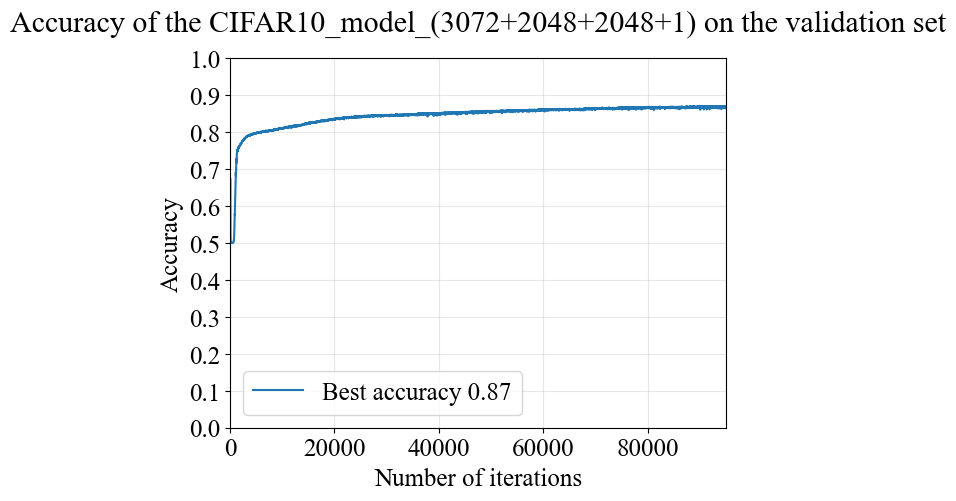 Accuracy of the CIFAR10_model_(3072+2048+2048+1) on the validation set
1.0
0.9
0.8
0.7
0.6
0.5
0.4
0.3
0.2
0.1
0.0
Accuracy
Best accuracy 0.87
0 20000 40000 60000 80000
Number of iterations